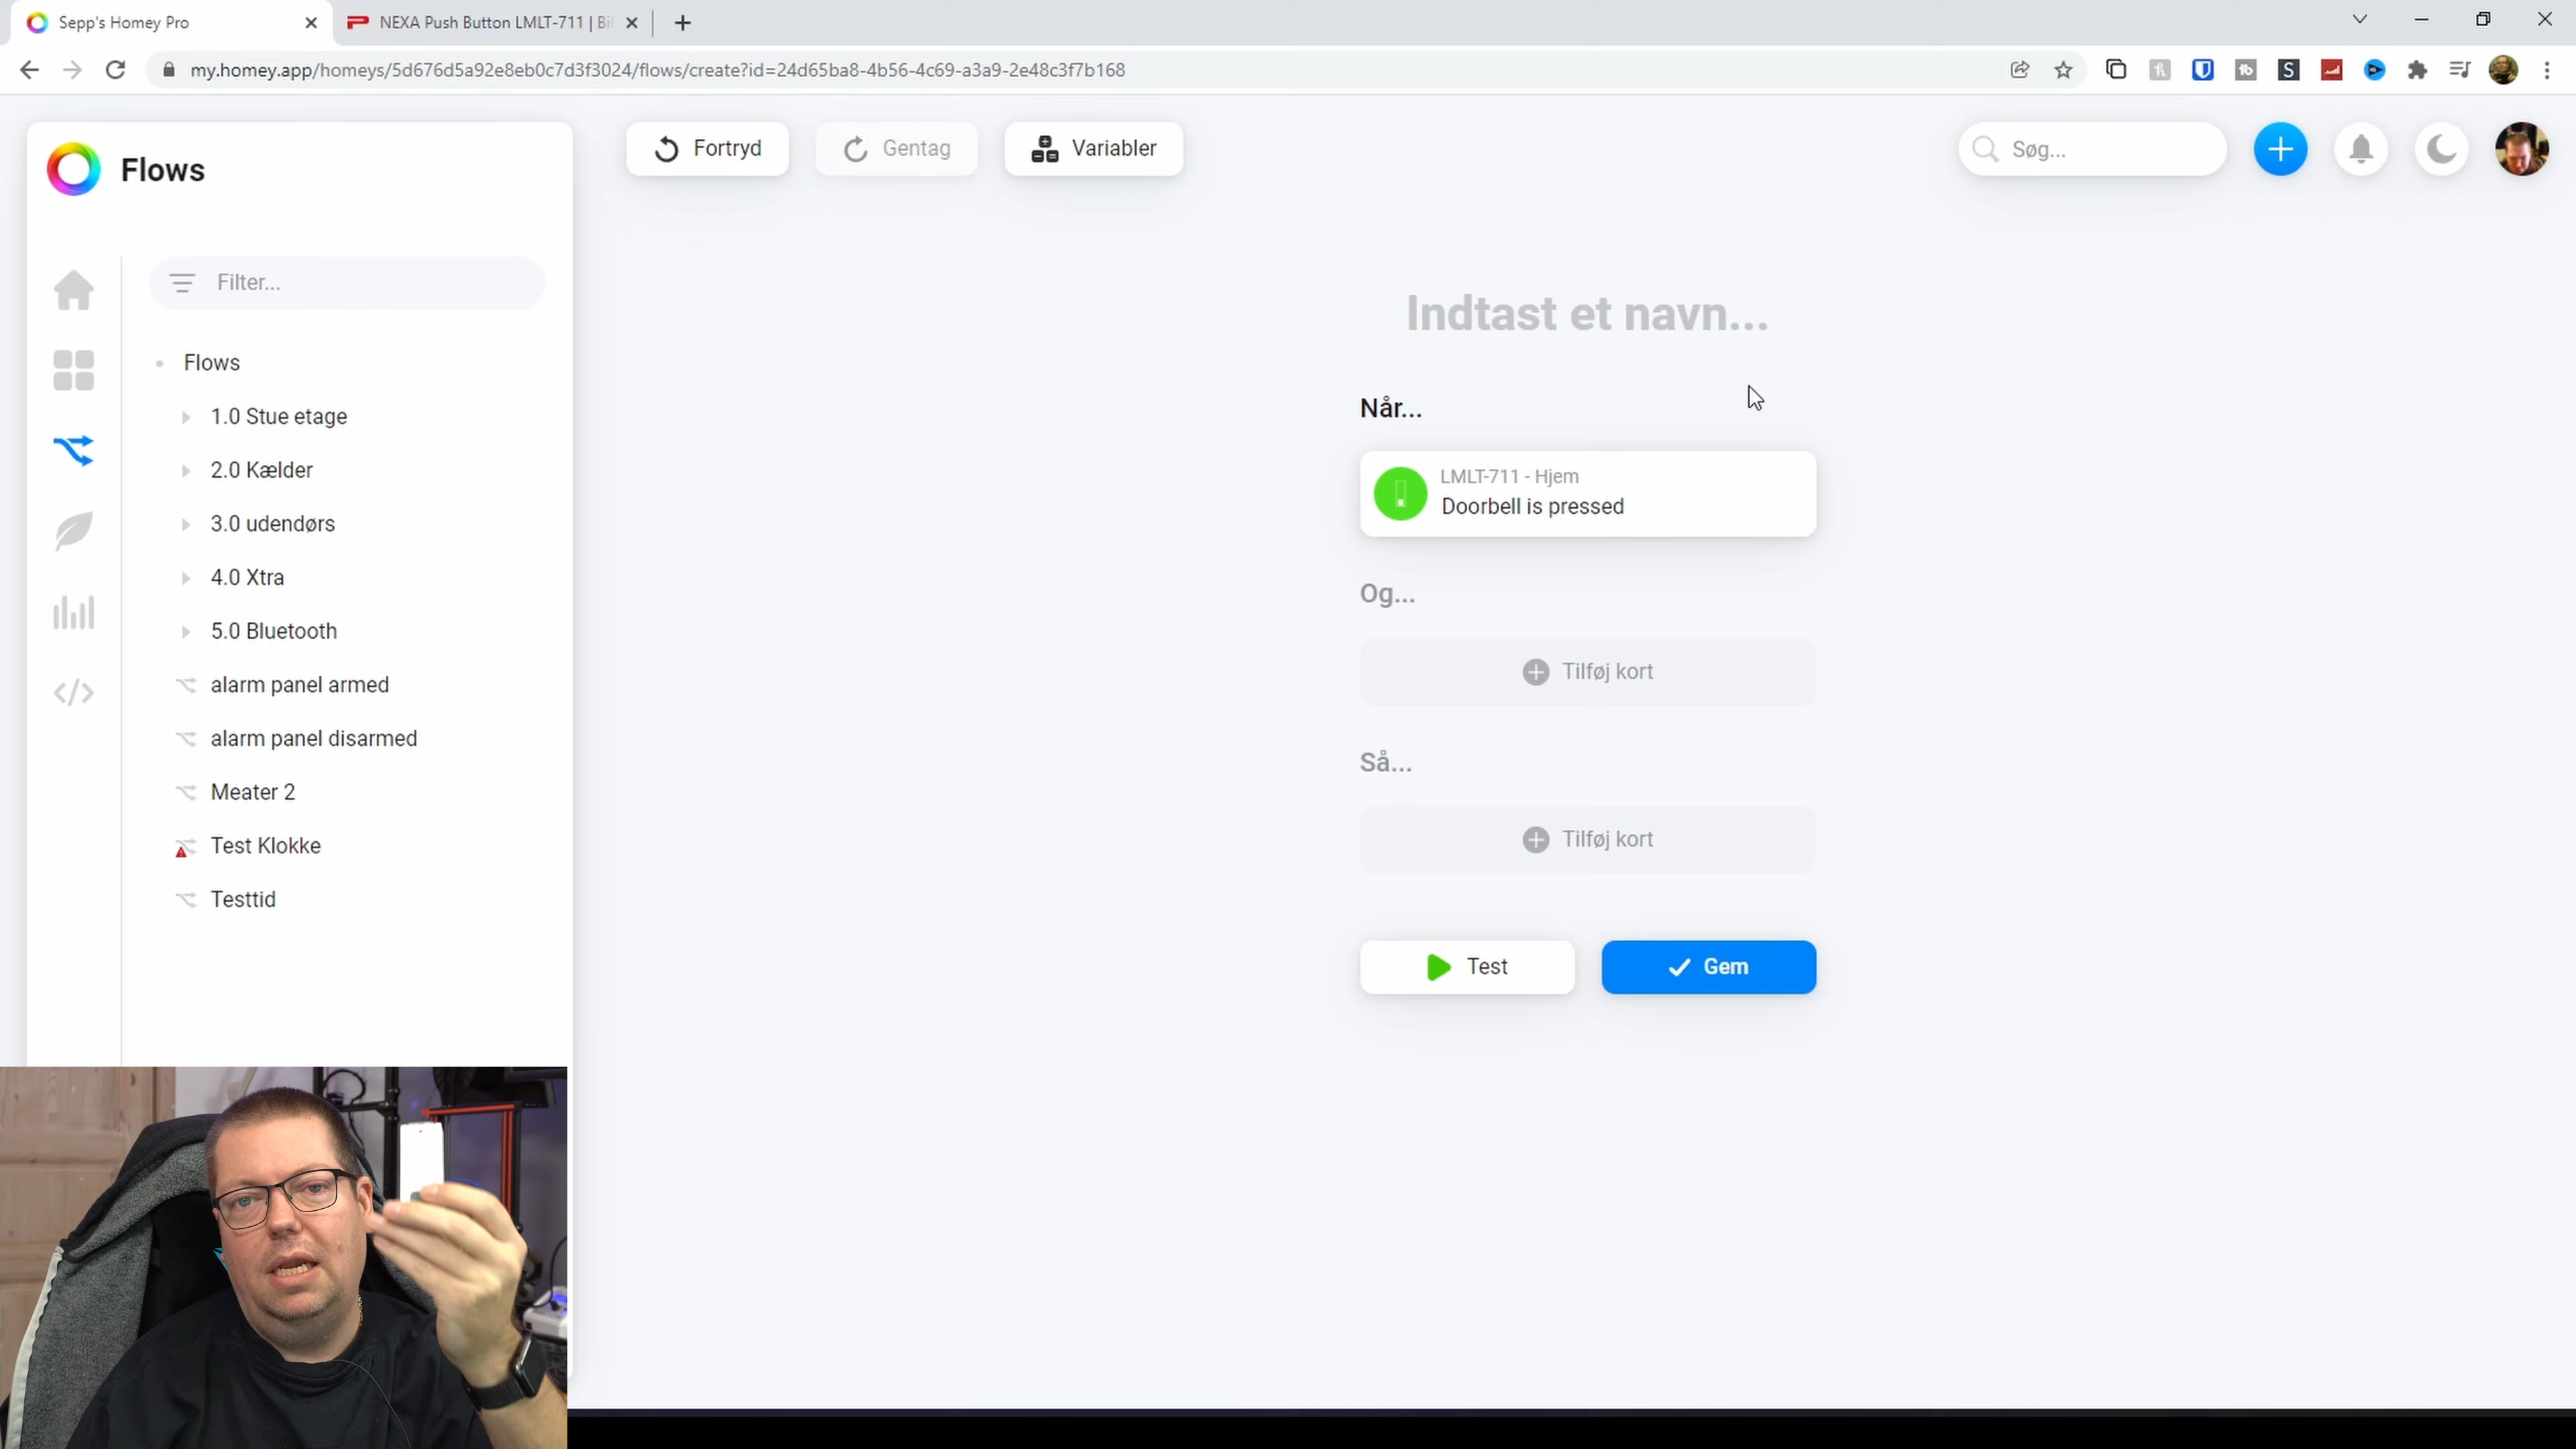 Sepp's Homey Pro
NEXA Push Button LMLT-711 | Bi
my.homey.app/homeys/5d676d5a92e8eb0c7d3f3024/flows/create?id=24d65ba8-4b56-4c69-a3a9-2e48c3f7b168
Flows
Fortryd
Gentag
Variabler
Søg...
Filter...
Flows
1.0 Stue etage
2.0 Kælder
3.0 udendørs
4.0 Xtra
5.0 Bluetooth
alarm panel armed
alarm panel disarmed
Meater 2
Test Klokke
Testtid
Indtast et navn...
Når...
LMLT-711 - Hjem
Doorbell is pressed
Og...
Tilføj kort
Så...
Tilføj kort
Test
Gem